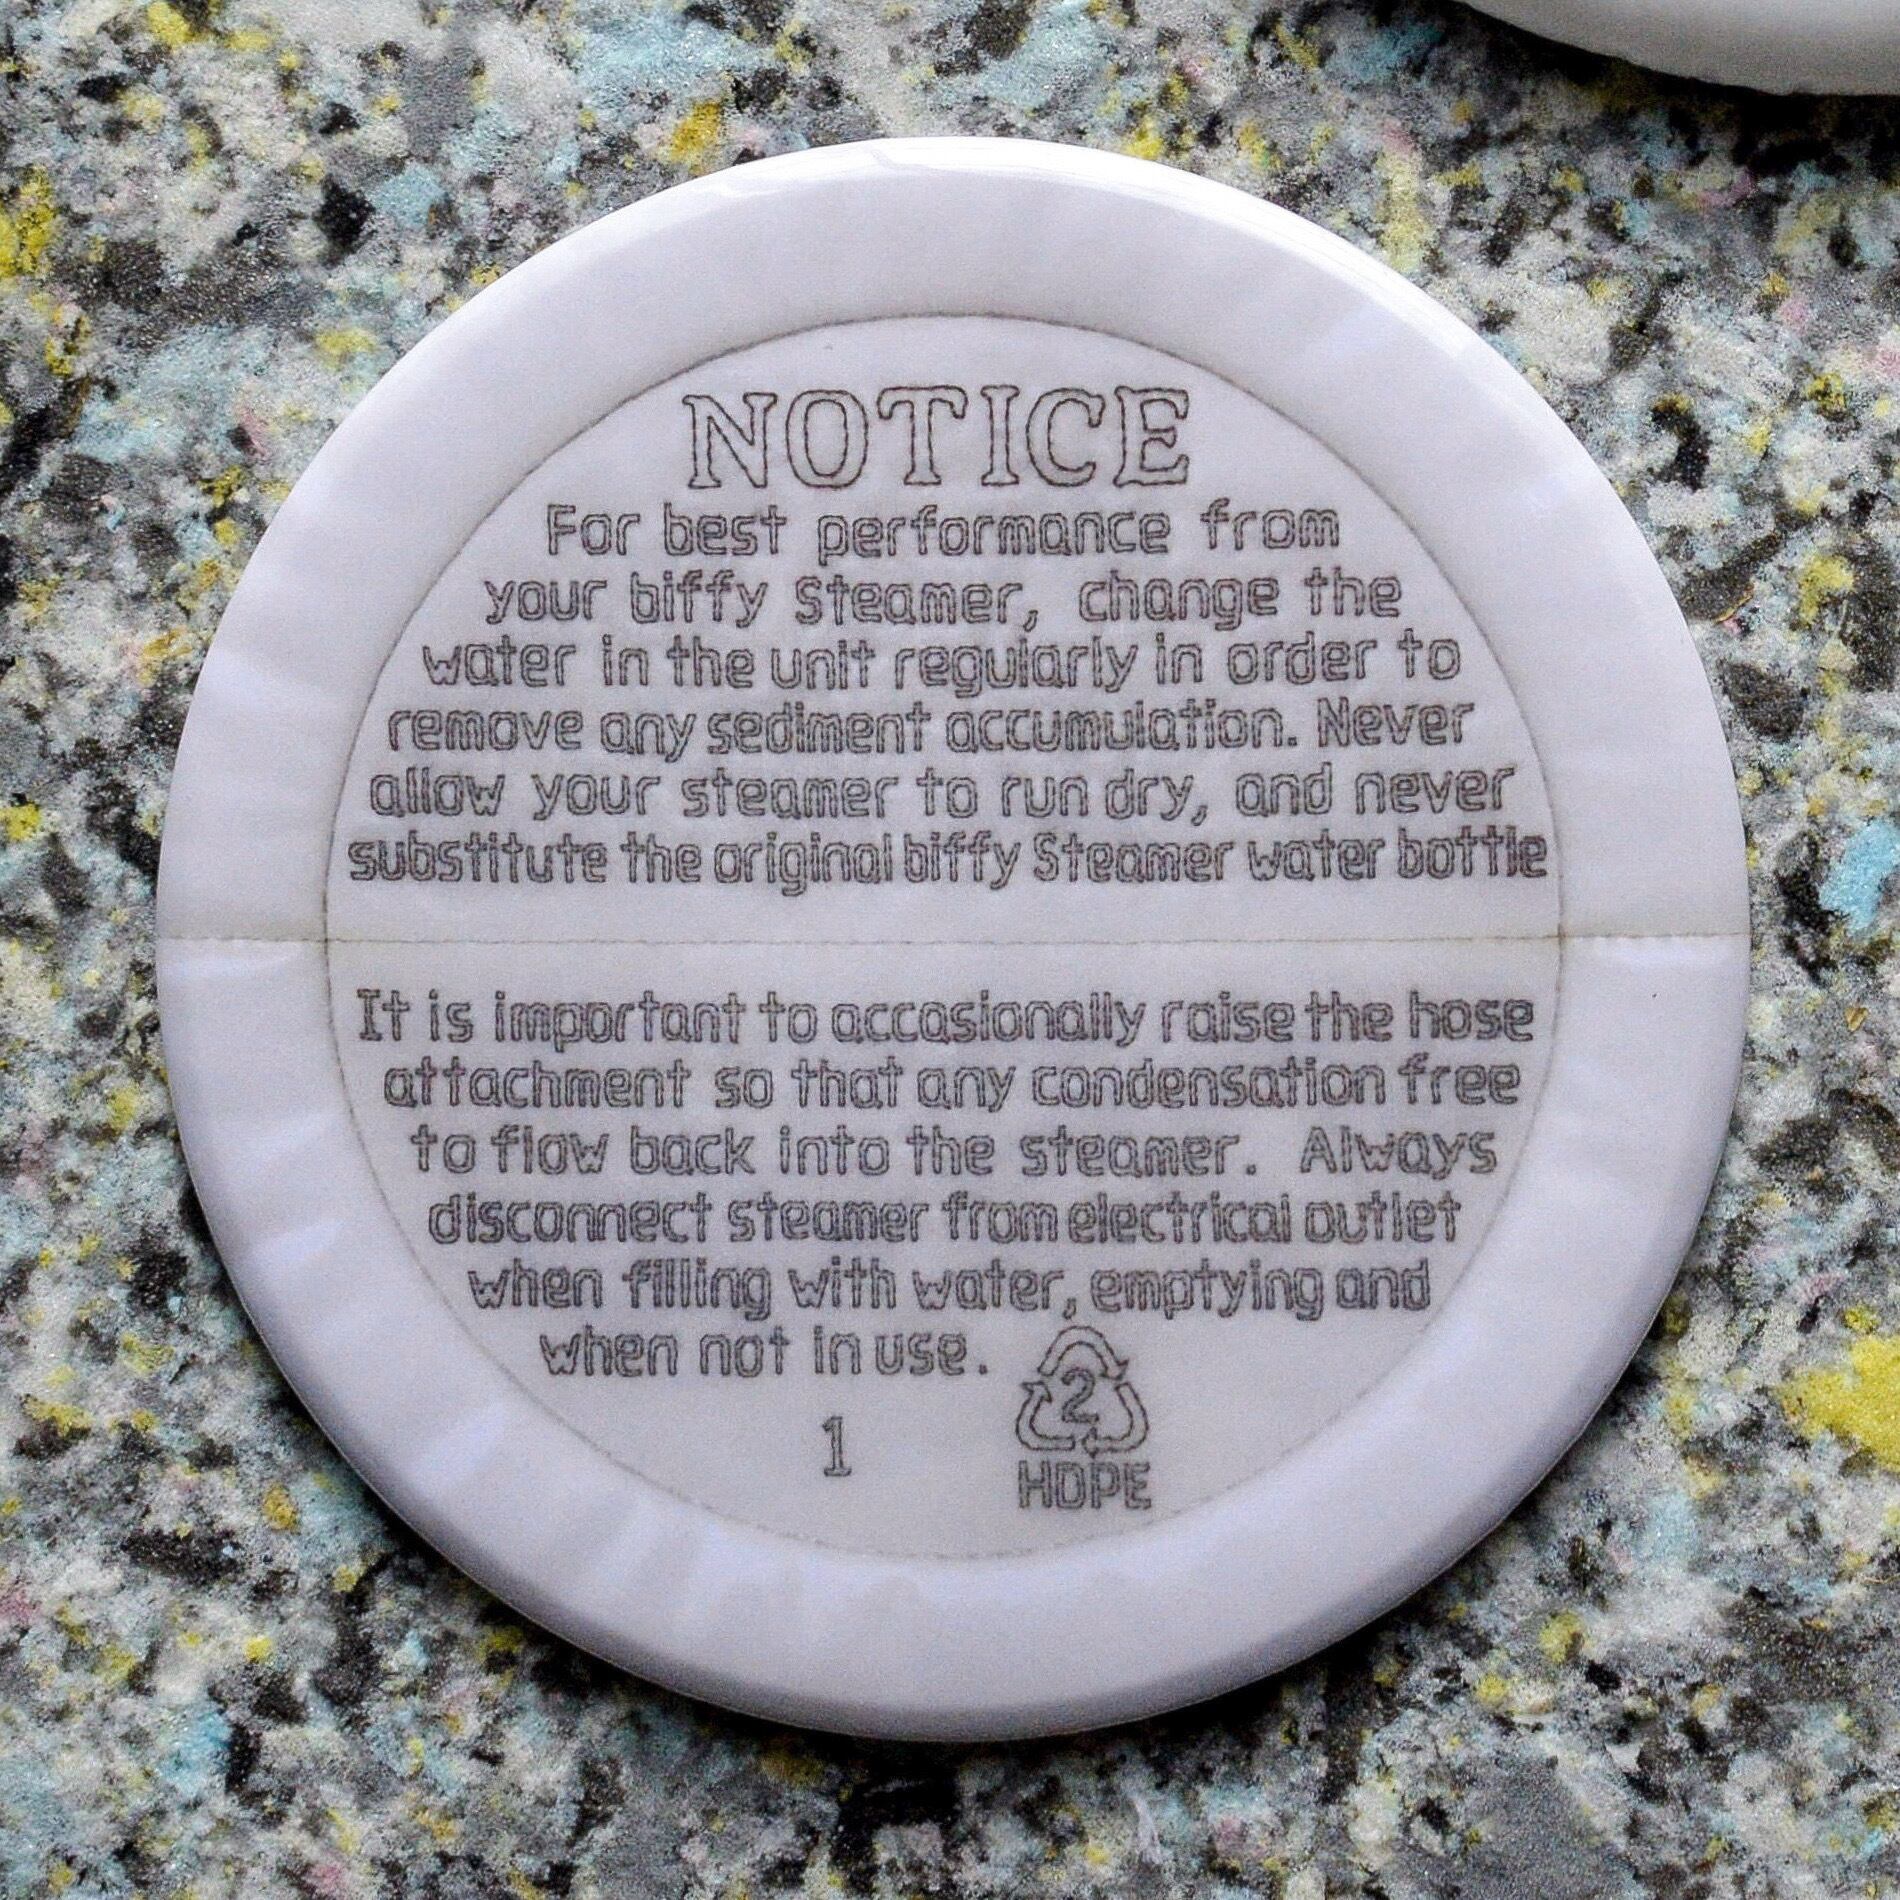 NOTICE
For best performance from
your biffy Steamer, change the
water in the unit regularly in order to
remove any sediment accumulation. Never
allow your steamer to run dry, and never
substitute the original biffy Steamer water bottle
It is important to occasionally raise the hose
attachment so that any condensation free
to flow back into the steamer. Always
disconnect steamer from electrical outlet
when filling with water, emptying and
when not in use.
2
1
HDPE